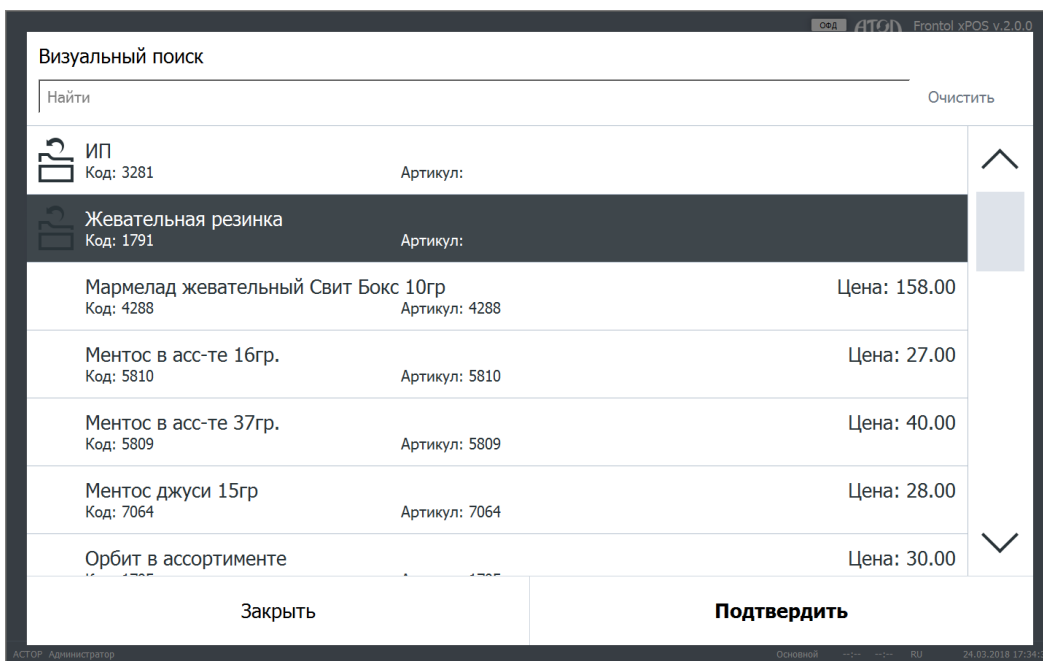 ОФД АТОЛ Frontol xPOS v.2.0.0
Визуальный поиск
Найти Очистить
ИП
Код: 3281 Артикул:
Жевательная резинка
Код: 1791 Артикул:
Мармелад жевательный Свит Бокс 10гр Цена: 158.00
Код: 4288 Артикул: 4288
Ментос в асс-те 16гр. Цена: 27.00
Код: 5810 Артикул: 5810
Ментос в асс-те 37гр. Цена: 40.00
Код: 5809 Артикул: 5809
Ментос джуси 15гр Цена: 28.00
Код: 7064 Артикул: 7064
Орбит в ассортименте Цена: 30.00
Закрыть Подтвердить
АСТОР Администратор Основной --:-- --:-- RU 24.03.2018 17:34: